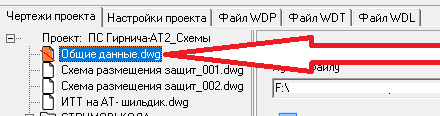 Чертежи проекта Настройки проекта Файл WDP Файл WDT Файл WDL
Проект: ПС Гирнича-АТ2_Схемы
Общие данные.dwg
Схема размещения защит_001.dwg
Схема размещения защит_002.dwg
F:\
ИТТ на АТ- шильдик.dwg